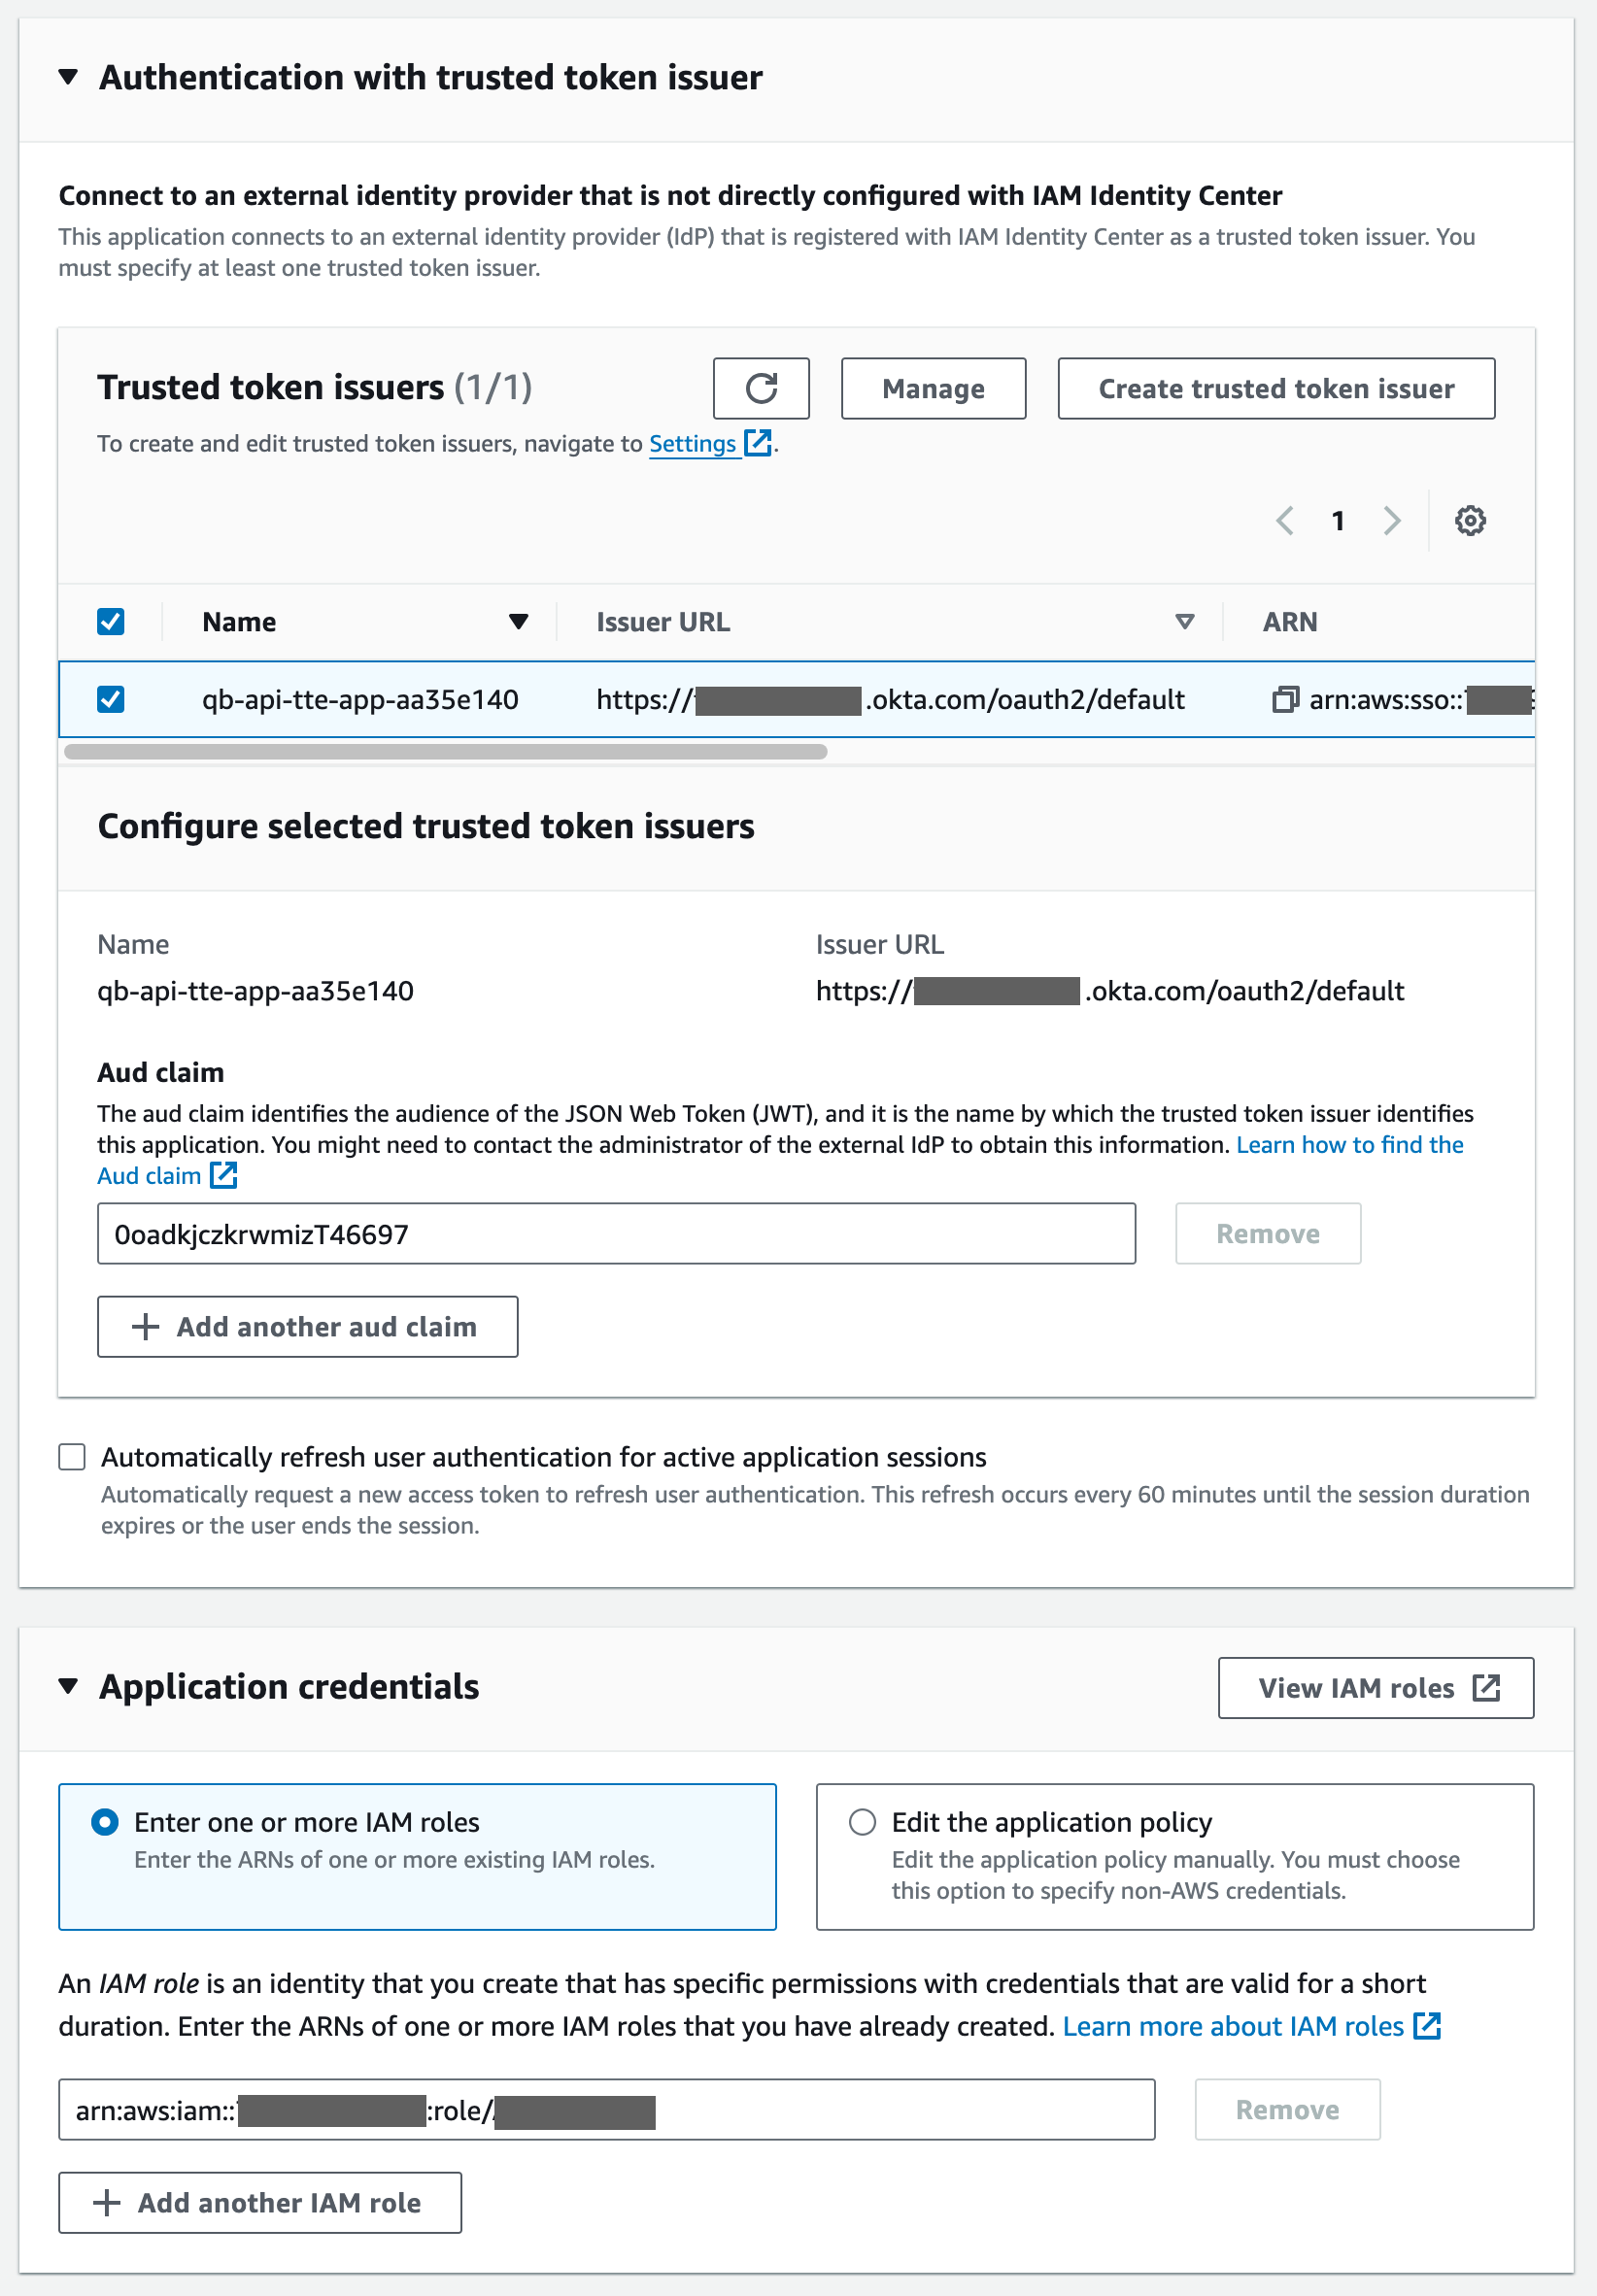 Authentication with trusted token issuer
Connect to an external identity provider that is not directly configured with IAM Identity Center
This application connects to an external identity provider (IdP) that is registered with IAM Identity Center as a trusted token issuer. You
must specify at least one trusted token issuer.
Trusted token issuers (1/1)
Manage
Create trusted token issuer
To create and edit trusted token issuers, navigate to Settings.
1
Name
Issuer URL
ARN
qb-api-tte-app-aa35e140
https://
.okta.com/oauth2/default
arn:aws:sso::
Configure selected trusted token issuers
Name
Issuer URL
qb-api-tte-app-aa35e140
https://
.okta.com/oauth2/default
Aud claim
The aud claim identifies the audience of the JSON Web Token (JWT), and it is the name by which the trusted token issuer identifies
this application. You might need to contact the administrator of the external IdP to obtain this information. Learn how to find the
Aud claim
0oadkjczkrwmizT46697
Remove
+ Add another aud claim
Automatically refresh user authentication for active application sessions
Automatically request a new access token to refresh user authentication. This refresh occurs every 60 minutes until the session duration
expires or the user ends the session.
Application credentials
View IAM roles
Enter one or more IAM roles
Enter the ARNs of one or more existing IAM roles.
Edit the application policy
Edit the application policy manually. You must choose
this option to specify non-AWS credentials.
An IAM role is an identity that you create that has specific permissions with credentials that are valid for a short
duration. Enter the ARNs of one or more IAM roles that you have already created. Learn more about IAM roles
arn:aws:iam::
:role/
Remove
+ Add another IAM role